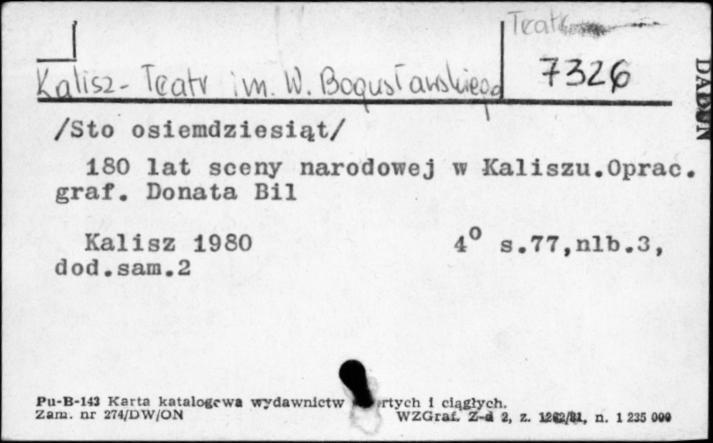 Teatr
Kalisz - Teatr im. W. Bogusławskiego
7326
DAR
/Sto osiemdziesiąt/
180 lat sceny narodowej w Kaliszu.Oprac.
graf. Donata Bil
Kalisz 1980 4° s.77,nlb.3,
dod.sam.2
Pu-B-143 Karta katalogowa wydawnictw rtych i ciągłych.
Zam. nr 274/DW/ON WZGraf. Z-d 2, z. 1262/81, n. 1 235 000